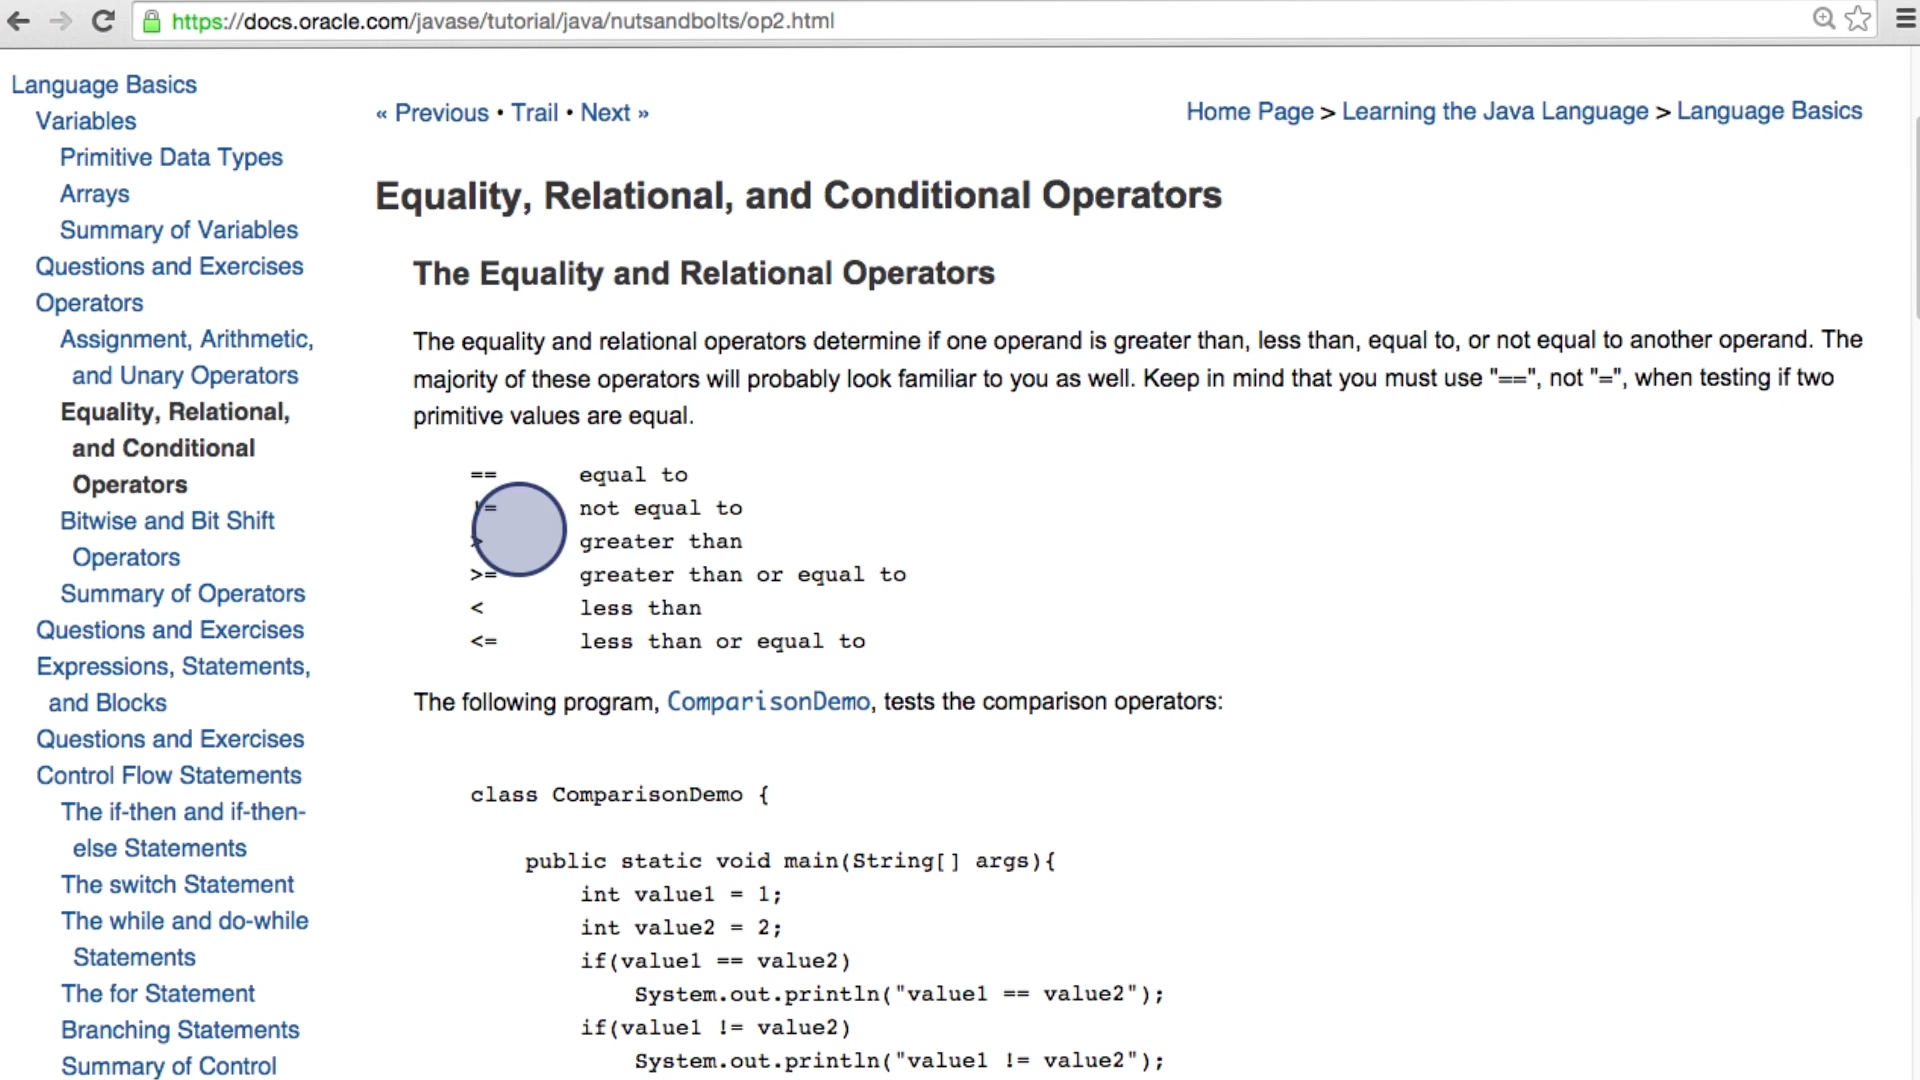 https://docs.oracle.com/javase/tutorial/java/nutsandbolts/op2.html
Language Basics
Variables
Primitive Data Types
Arrays
Summary of Variables
Questions and Exercises
Operators
Assignment, Arithmetic,
and Unary Operators
Equality, Relational,
and Conditional
Operators
Bitwise and Bit Shift
Operators
Summary of Operators
Questions and Exercises
Expressions, Statements,
and Blocks
Questions and Exercises
Control Flow Statements
The if-then and if-then-
else Statements
The switch Statement
The while and do-while
Statements
The for Statement
Branching Statements
Summary of Control
« Previous • Trail • Next »
Home Page > Learning the Java Language > Language Basics
Equality, Relational, and Conditional Operators
The Equality and Relational Operators
The equality and relational operators determine if one operand is greater than, less than, equal to, or not equal to another operand. The
majority of these operators will probably look familiar to you as well. Keep in mind that you must use "==", not "=", when testing if two
primitive values are equal.
== equal to
!= not equal to
> greater than
>= greater than or equal to
< less than
<= less than or equal to
The following program, ComparisonDemo, tests the comparison operators:
class ComparisonDemo {
public static void main(String[] args){
int value1 = 1;
int value2 = 2;
if(value1 == value2)
System.out.println("value1 == value2");
if(value1 != value2)
System.out.println("value1 != value2");